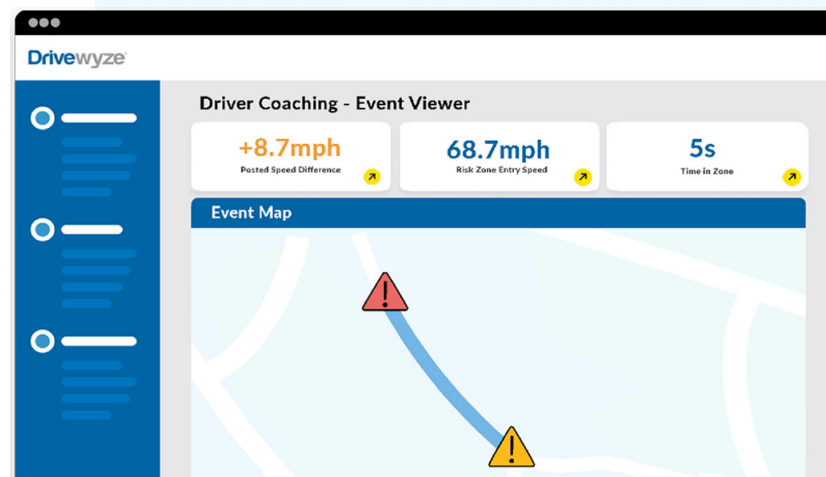 Drivewyze
Driver Coaching - Event Viewer
+8.7mph
Posted Speed Difference
68.7mph
Risk Zone Entry Speed
5s
Time in Zone
Event Map